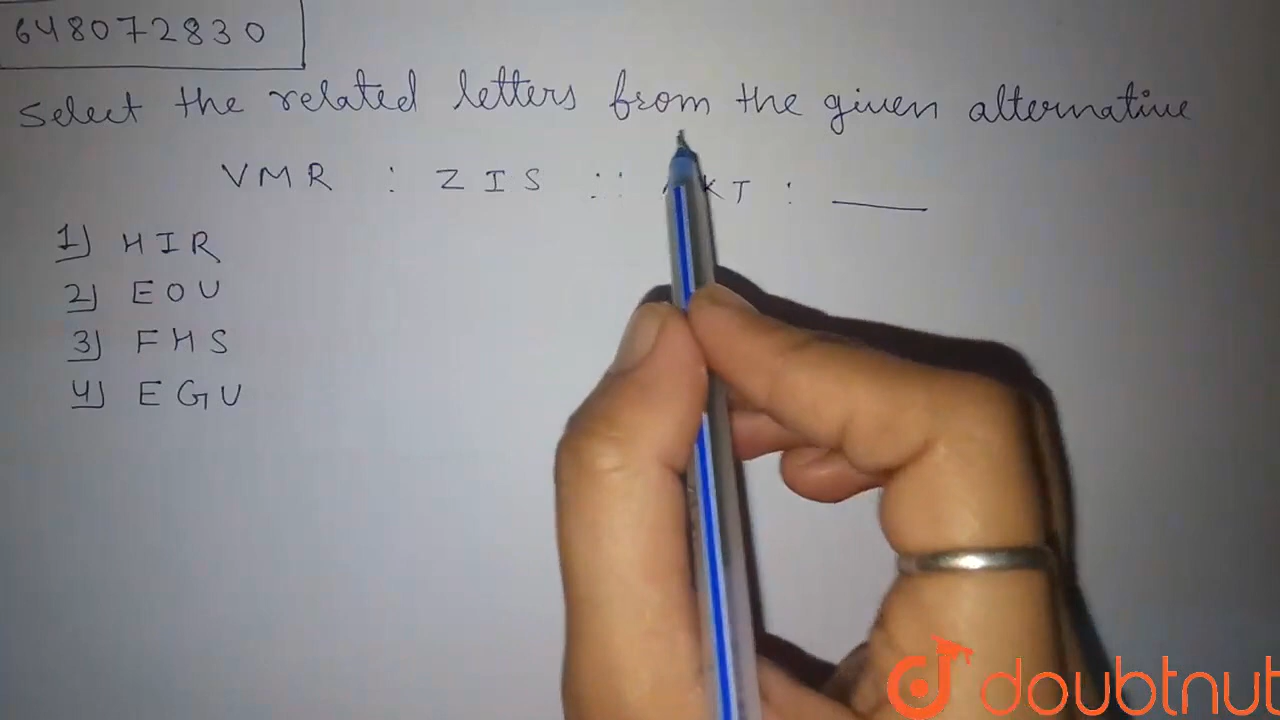 648072830
Select the related letters from the given alternative
VMR : ZIS :: KT : ___
1) HIR
2) EOU
3) FHS
4) EGU
doubtnut